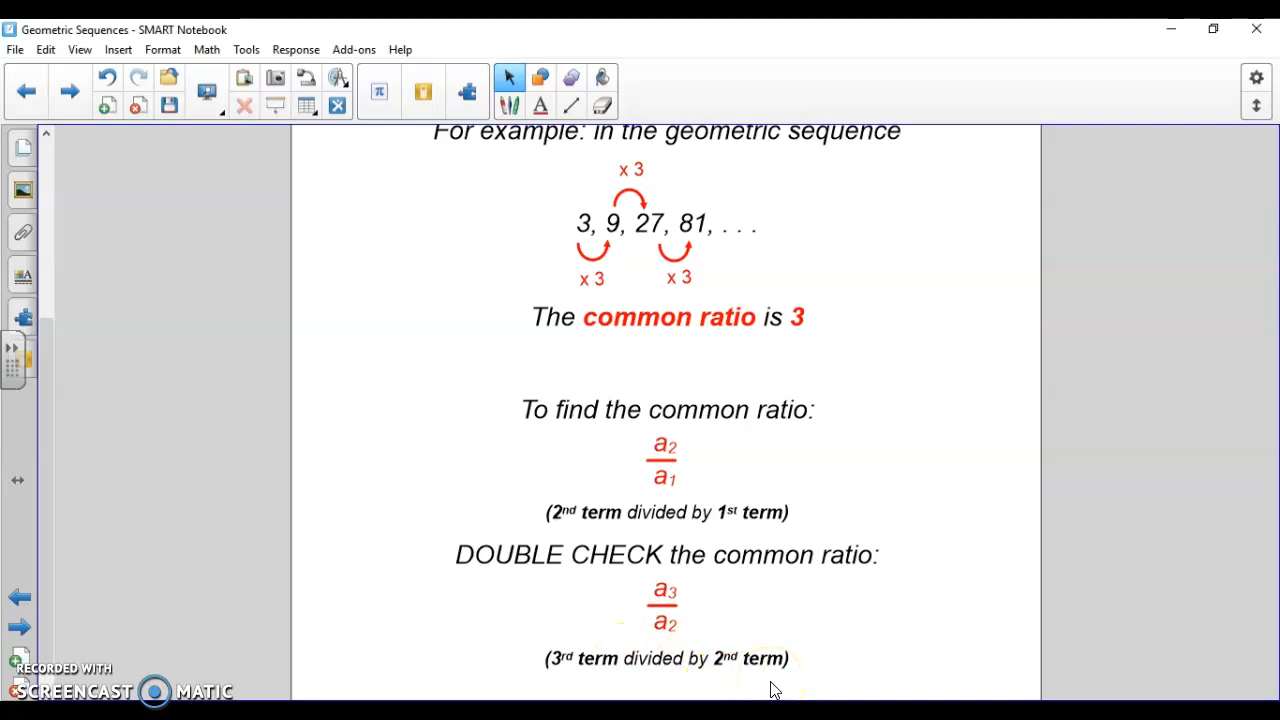 Geometric Sequences - SMART Notebook
File Edit View Insert Format Math Tools Response Add-ons Help
For example: in the geometric sequence
x 3
3, 9, 27, 81, . . .
x 3 x 3
The common ratio is 3
To find the common ratio:
a2
a1
(2nd term divided by 1st term)
DOUBLE CHECK the common ratio:
a3
a2
(3rd term divided by 2nd term)
RECORDED WITH
SCREENCAST MATIC